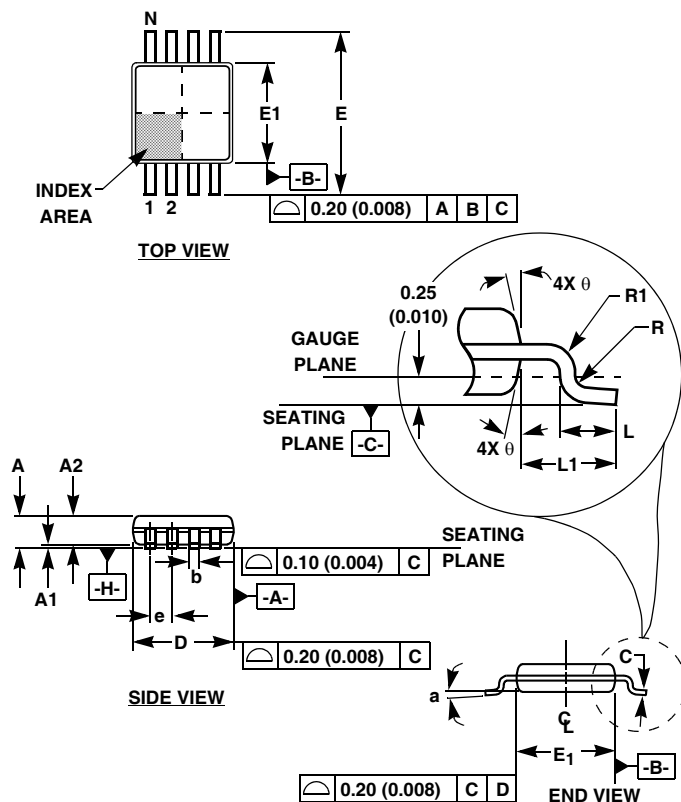 N
E1
E
-B-
INDEX
AREA
1 2
0.20 (0.008) A B C
TOP VIEW
4X θ
0.25
(0.010)
R1
R
GAUGE
PLANE
SEATING
PLANE
-C-
4X θ
L
L1
A A2
SEATING
PLANE
A1
-H-
b
0.10 (0.004) C
-A-
e
D
0.20 (0.008) C
SIDE VIEW
C
a
CL
E1
-B-
0.20 (0.008) C D
END VIEW